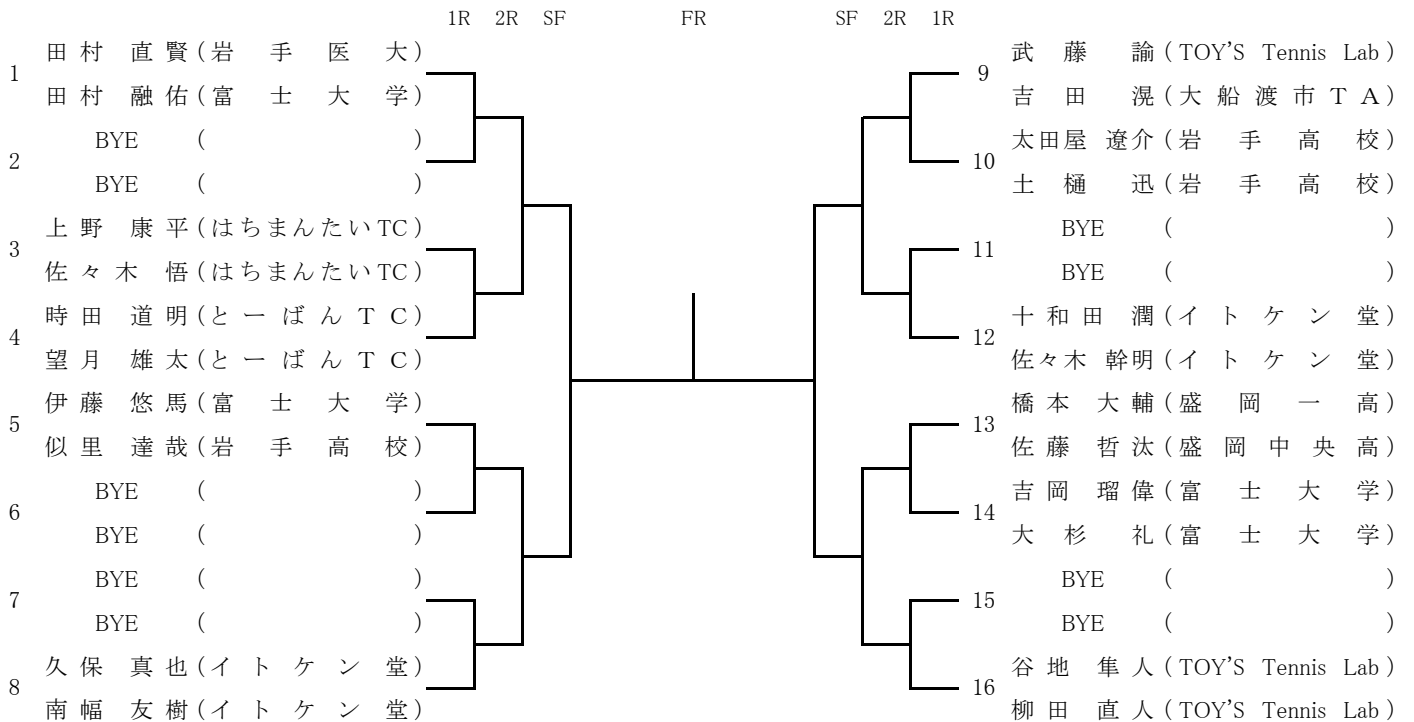 1R 2R SF FR SF 2R 1R
1
田村 直賢(岩手医大)
田村 融佑(富士大学)
2
BYE ( )
BYE ( )
3
上野 康平(はちまんたいTC)
佐々木 悟(はちまんたいTC)
4
時田 道明(とーばんTC)
望月 雄太(とーばんTC)
5
伊藤 悠馬(富士大学)
似里 達哉(岩手高校)
6
BYE ( )
BYE ( )
7
BYE ( )
BYE ( )
8
久保 真也(イトケン堂)
南幅 友樹(イトケン堂)
9
武藤 諭(TOY'S Tennis Lab)
吉田 滉(大船渡市TA)
10
太田屋 遼介(岩手高校)
土樋 迅(岩手高校)
11
BYE ( )
BYE ( )
12
十和田 潤(イトケン堂)
佐々木 幹明(イトケン堂)
13
橋本 大輔(盛岡一高)
佐藤 哲汰(盛岡中央高)
14
吉岡 瑠偉(富士大学)
大杉 礼(富士大学)
15
BYE ( )
BYE ( )
16
谷地 隼人(TOY'S Tennis Lab)
柳田 直人(TOY'S Tennis Lab)